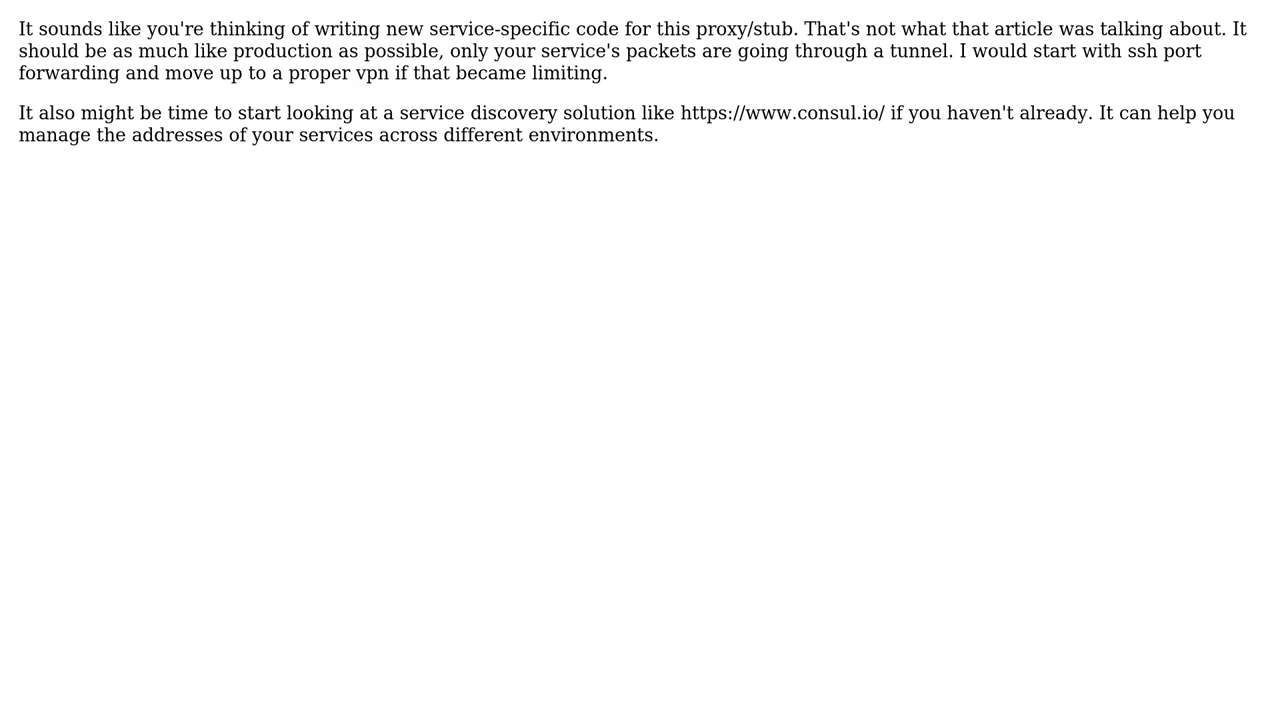 It sounds like you're thinking of writing new service-specific code for this proxy/stub. That's not what that article was talking about. It
should be as much like production as possible, only your service's packets are going through a tunnel. I would start with ssh port
forwarding and move up to a proper vpn if that became limiting.
It also might be time to start looking at a service discovery solution like https://www.consul.io/ if you haven't already. It can help you
manage the addresses of your services across different environments.